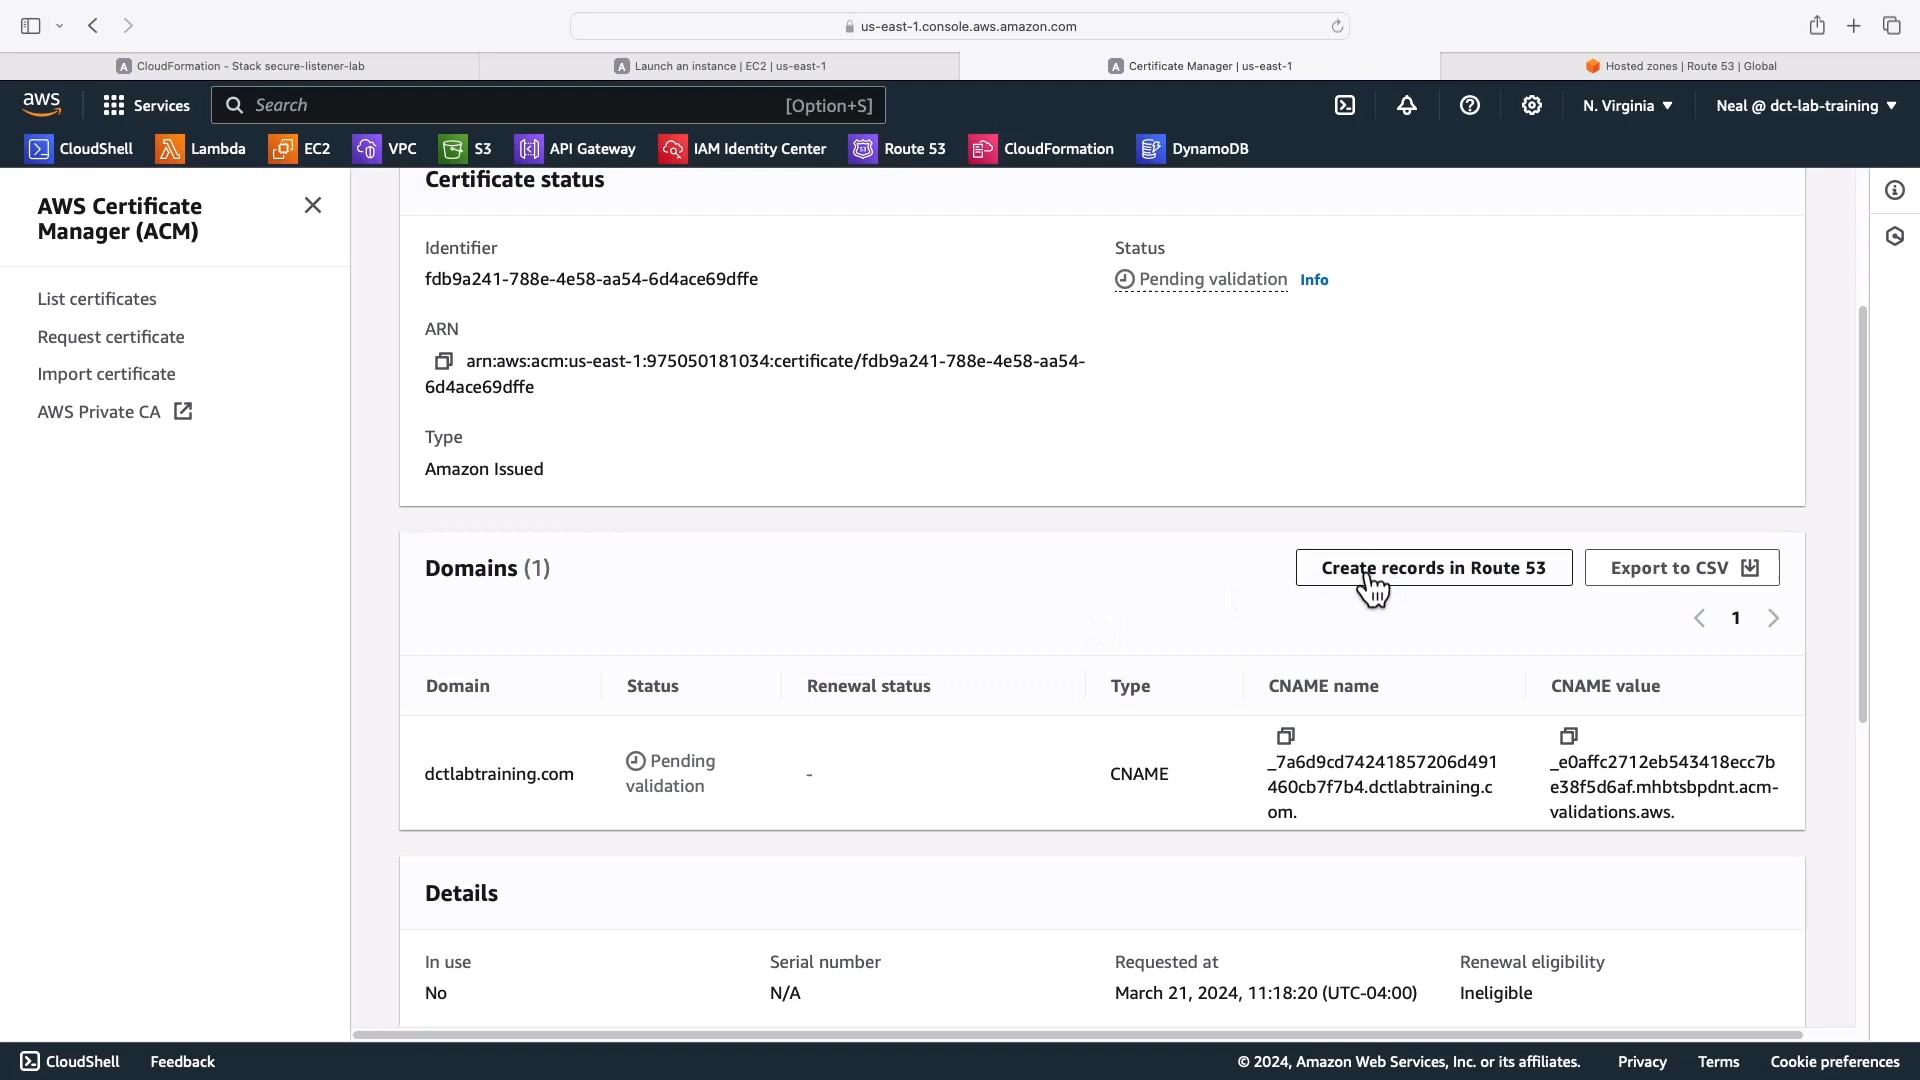 us-east-1.console.aws.amazon.com
CloudFormation - Stack secure-listener-lab
Launch an instance | EC2 | us-east-1
Certificate Manager | us-east-1
Hosted zones | Route 53 | Global
aws
Services
Search
[Option+S]
N. Virginia
Neal @ dct-lab-training
CloudShell
Lambda
EC2
VPC
S3
API Gateway
IAM Identity Center
Route 53
CloudFormation
DynamoDB
AWS Certificate
Manager (ACM)
List certificates
Request certificate
Import certificate
AWS Private CA
Certificate status
Identifier
fdb9a241-788e-4e58-aa54-6d4ace69dffe
Status
Pending validation
Info
ARN
arn:aws:acm:us-east-1:975050181034:certificate/fdb9a241-788e-4e58-aa54-
6d4ace69dffe
Type
Amazon Issued
Domains (1)
Create records in Route 53
Export to CSV
1
Domain
Status
Renewal status
Type
CNAME name
CNAME value
dctlabtraining.com
Pending
validation
-
CNAME
_7a6d9cd74241857206d491
460cb7f7b4.dctlabtraining.c
om.
_e0affc2712eb543418ecc7b
e38f5d6af.mhbtsbpdnt.acm-
validations.aws.
Details
In use
No
Serial number
N/A
Requested at
March 21, 2024, 11:18:20 (UTC-04:00)
Renewal eligibility
Ineligible
CloudShell
Feedback
© 2024, Amazon Web Services, Inc. or its affiliates.
Privacy
Terms
Cookie preferences